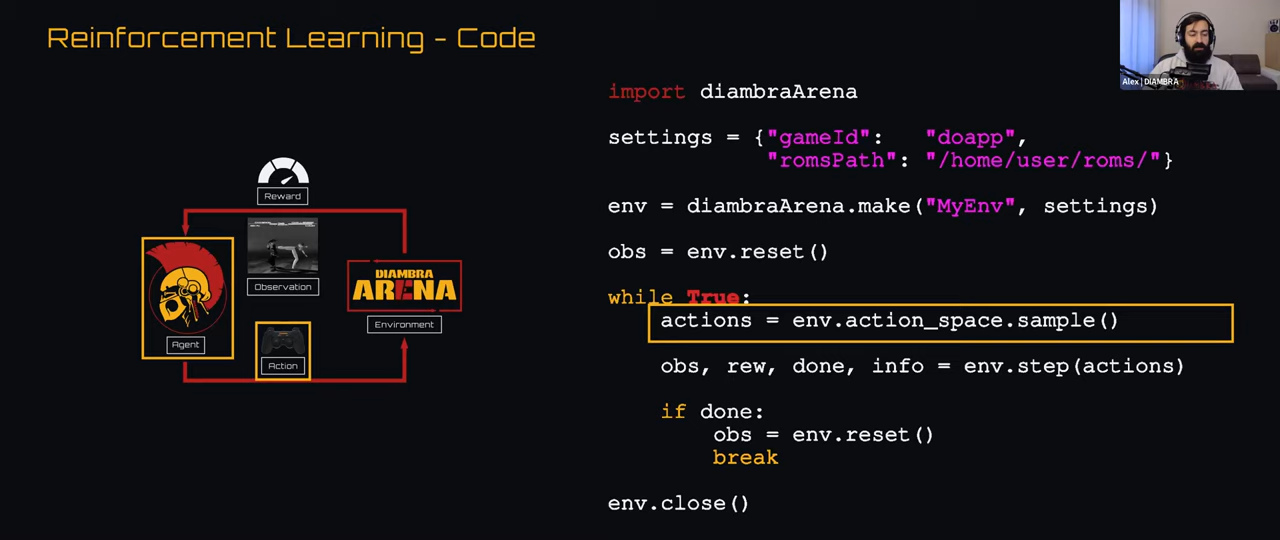 Reinforcement Learning - Code
Alex | DIAMBRA
Reward
Observation
DIAMBRA
ARENA
Environment
Agent
Action
import diambraArena
settings = {"gameId":   "doapp",
"romsPath": "/home/user/roms/"}
env = diambraArena.make("MyEnv", settings)
obs = env.reset()
while True:
actions = env.action_space.sample()
obs, rew, done, info = env.step(actions)
if done:
obs = env.reset()
break
env.close()